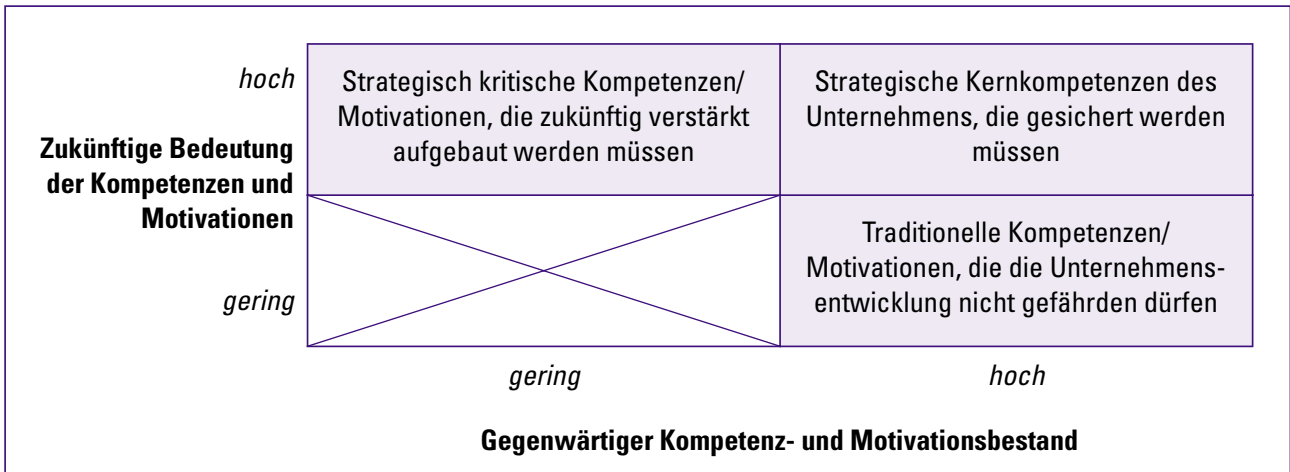 hoch
Strategisch kritische Kompetenzen/
Motivationen, die zukünftig verstärkt
aufgebaut werden müssen
Strategische Kernkompetenzen des
Unternehmens, die gesichert werden
müssen
Zukünftige Bedeutung
der Kompetenzen und
Motivationen
Traditionelle Kompetenzen/
Motivationen, die die Unternehmens-
entwicklung nicht gefährden dürfen
gering
gering
hoch
Gegenwärtiger Kompetenz- und Motivationsbestand